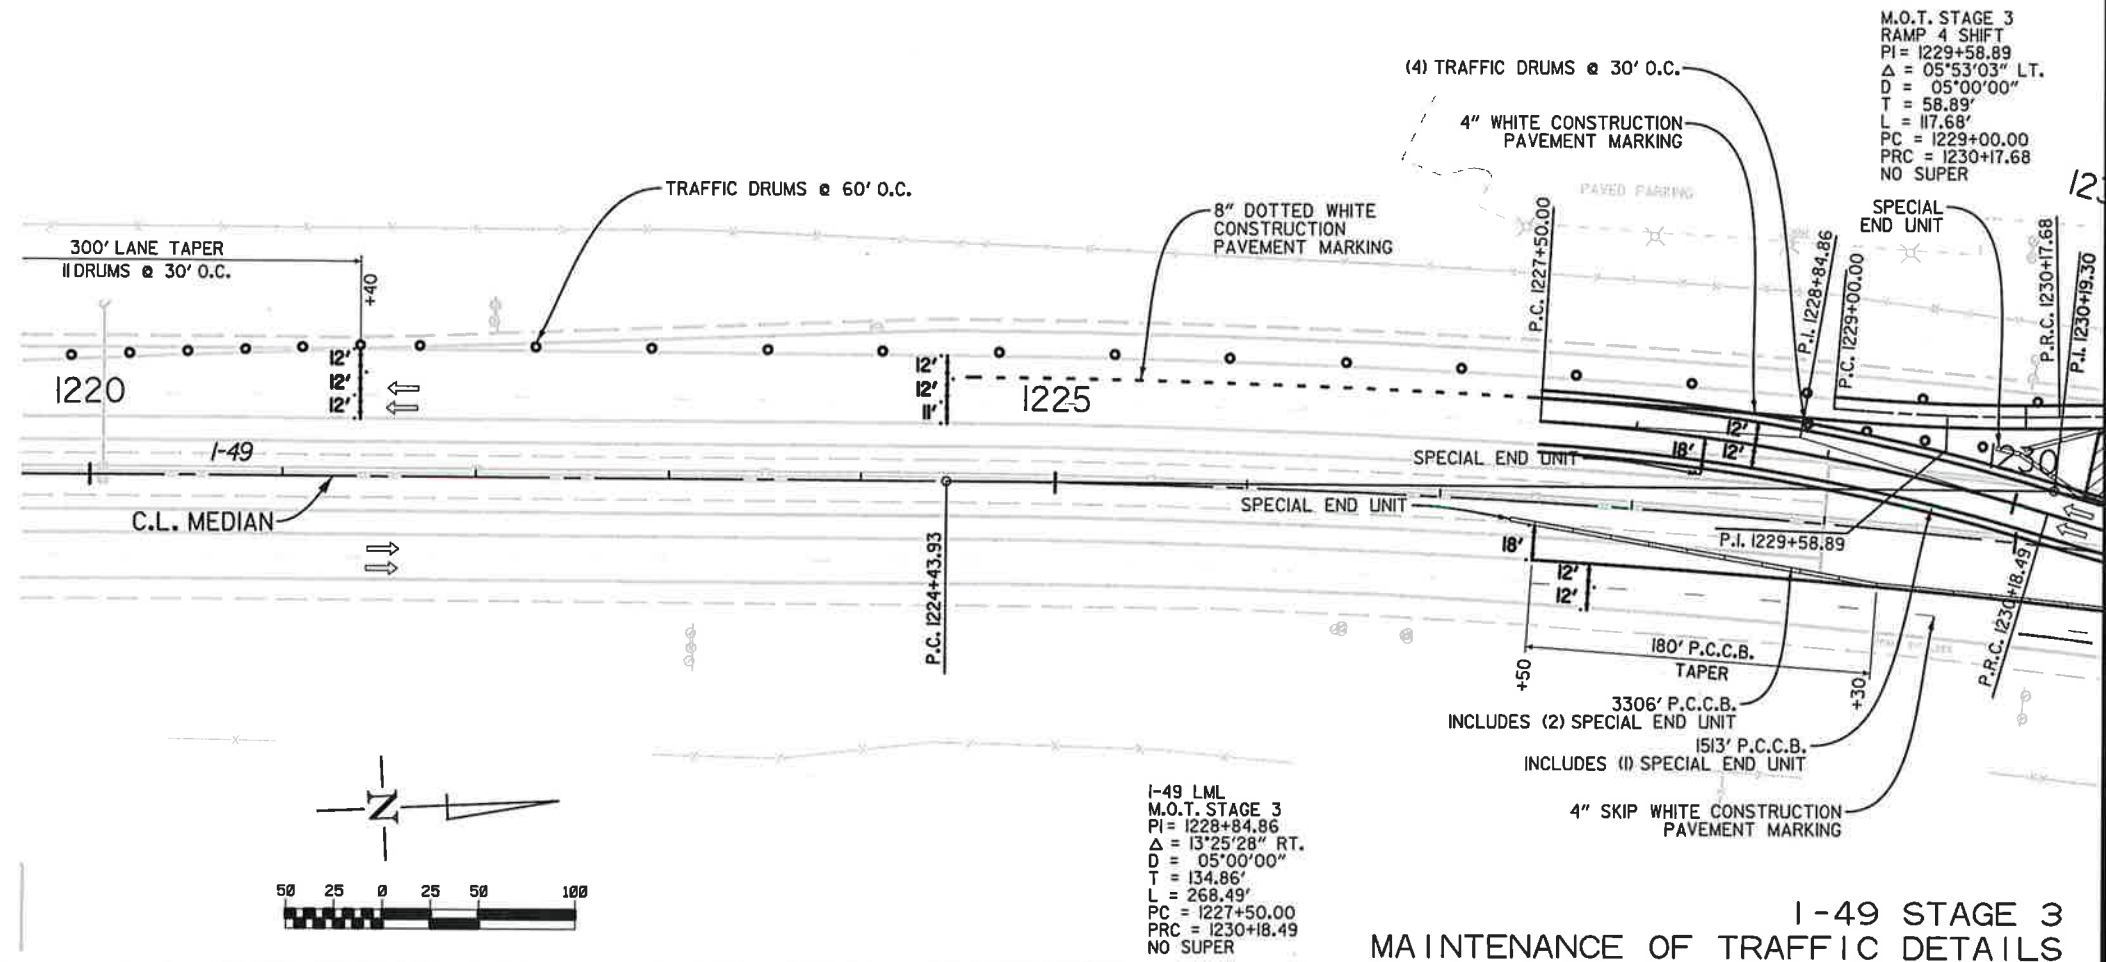 M.O.T. STAGE 3
RAMP 4 SHIFT
PI = 1229+58.89
Δ = 05°53'03" LT.
D = 05°00'00"
T = 58.89'
L = 117.68'
PC = 1229+00.00
PRC = 1230+17.68
NO SUPER
(4) TRAFFIC DRUMS @ 30' O.C.
4" WHITE CONSTRUCTION
PAVEMENT MARKING
PAVED PARKING
TRAFFIC DRUMS @ 60' O.C.
8" DOTTED WHITE
CONSTRUCTION
PAVEMENT MARKING
SPECIAL
END UNIT
300' LANE TAPER
11 DRUMS @ 30' O.C.
+40
P.C. 1227+50.00
P.I. 1228+84.86
P.C. 1229+00.00
P.R.C. 1230+17.68
P.I. 1230+19.30
1220
12'
12'
12'
12'
12'
11'
1225
12'
12'
18'
1230
I-49
C.L. MEDIAN
SPECIAL END UNIT
SPECIAL END UNIT
P.C. 1224+43.93
18'
12'
12'
P.I. 1229+58.89
P.R.C. 1230+18.49
+50
180' P.C.C.B.
TAPER
+30
3306' P.C.C.B.
INCLUDES (2) SPECIAL END UNIT
1513' P.C.C.B.
INCLUDES (1) SPECIAL END UNIT
4" SKIP WHITE CONSTRUCTION
PAVEMENT MARKING
N
50 25 0 25 50 100
I-49 LML
M.O.T. STAGE 3
PI = 1228+84.86
Δ = 13°25'28" RT.
D = 05°00'00"
T = 134.86'
L = 268.49'
PC = 1227+50.00
PRC = 1230+18.49
NO SUPER
I-49 STAGE 3
MAINTENANCE OF TRAFFIC DETAILS